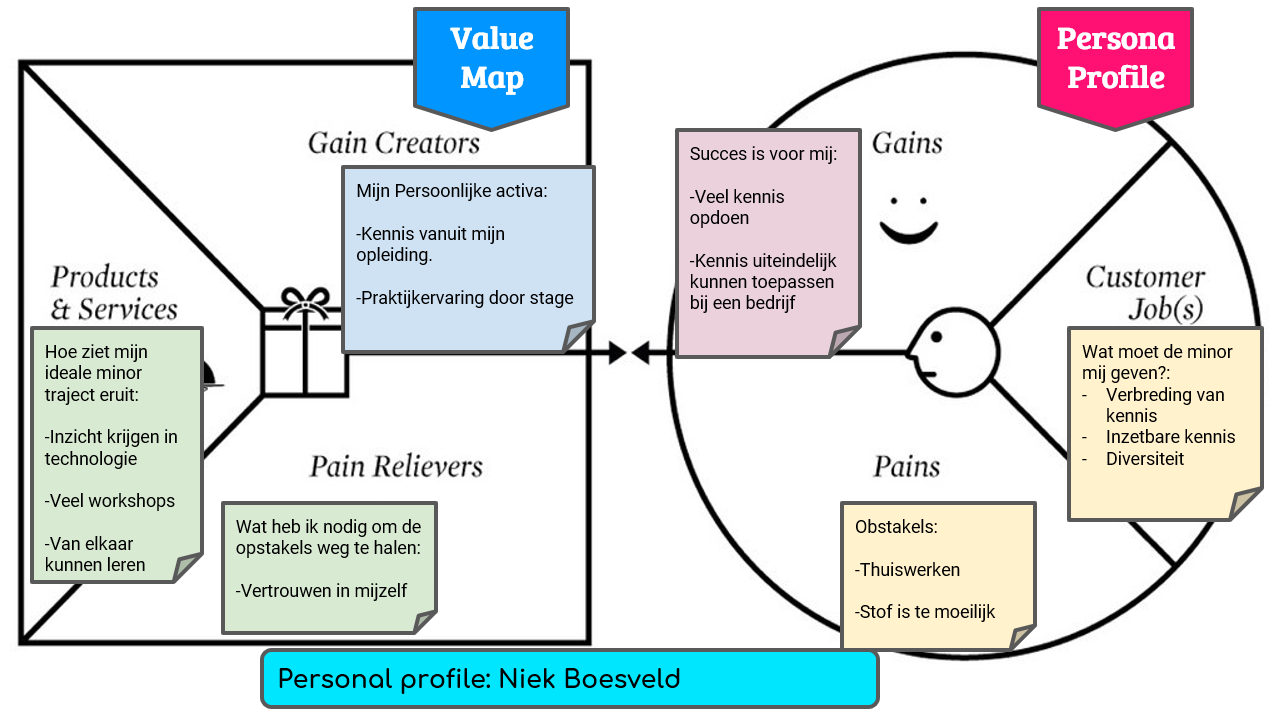 Value
Map
Persona
Profile
Gain Creators
Mijn Persoonlijke activa:
-Kennis vanuit mijn
opleiding.
-Praktijkervaring door stage
Products
& Services
Hoe ziet mijn
ideale minor
traject eruit:
-Inzicht krijgen in
technologie
-Veel workshops
-Van elkaar
kunnen leren
Pain Relievers
Wat heb ik nodig om de
opstakels weg te halen:
-Vertrouwen in mijzelf
Gains
Succes is voor mij:
-Veel kennis
opdoen
-Kennis uiteindelijk
kunnen toepassen
bij een bedrijf
Customer
Job(s)
Wat moet de minor
mij geven?:
- Verbreding van
kennis
- Inzetbare kennis
- Diversiteit
Pains
Obstakels:
-Thuiswerken
-Stof is te moeilijk
Personal profile: Niek Boesveld